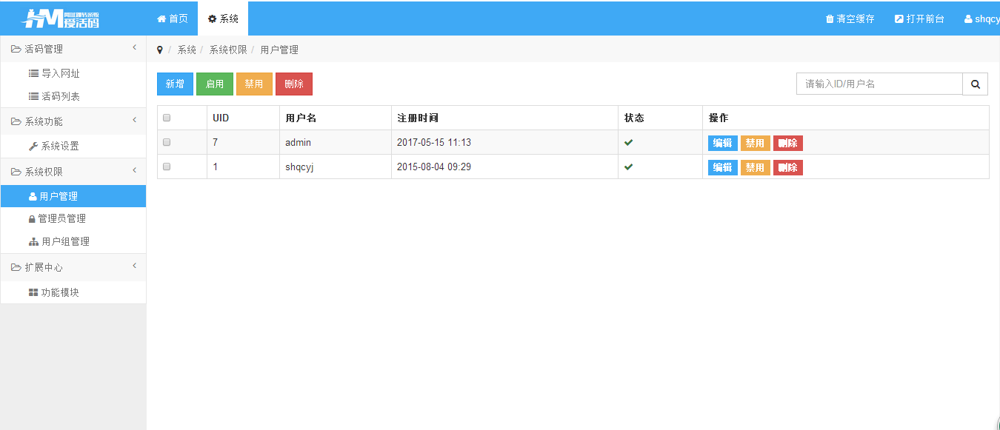 HM 网址跳转系统 爱活码
首页 系统 清空缓存 打开前台 shqcy
活码管理
导入网址
活码列表
系统功能
系统设置
系统权限
用户管理
管理员管理
用户组管理
扩展中心
功能模块
/ 系统 / 系统权限 / 用户管理
新增 启用 禁用 删除 请输入ID/用户名
UID 用户名 注册时间 状态 操作
7 admin 2017-05-15 11:13 编辑 禁用 删除
1 shqcyj 2015-08-04 09:29 编辑 禁用 删除